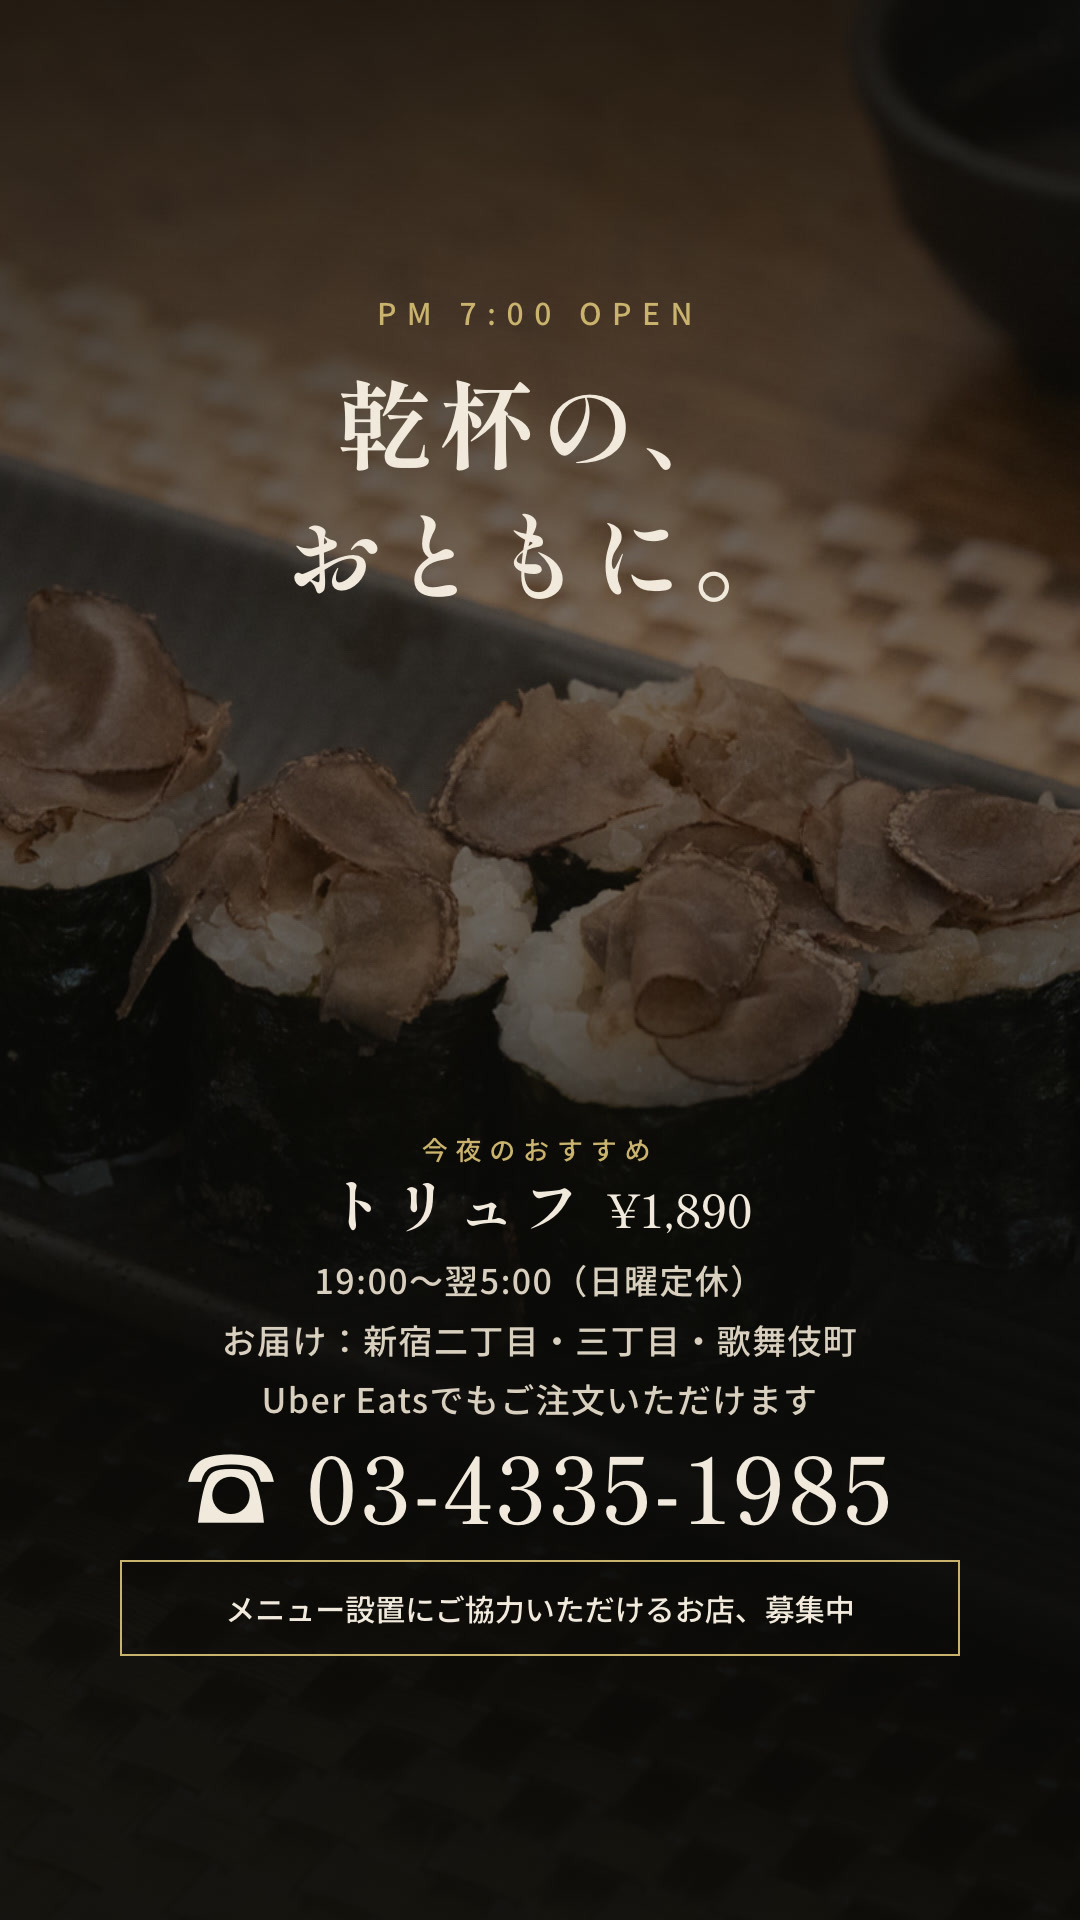 PM 7:00 OPEN
乾杯の、
おともに。
今夜のおすすめ
トリュフ ¥1,890
19:00〜翌5:00（日曜定休）
お届け：新宿二丁目・三丁目・歌舞伎町
Uber Eatsでもご注文いただけます
☎ 03-4335-1985
メニュー設置にご協力いただけるお店、募集中